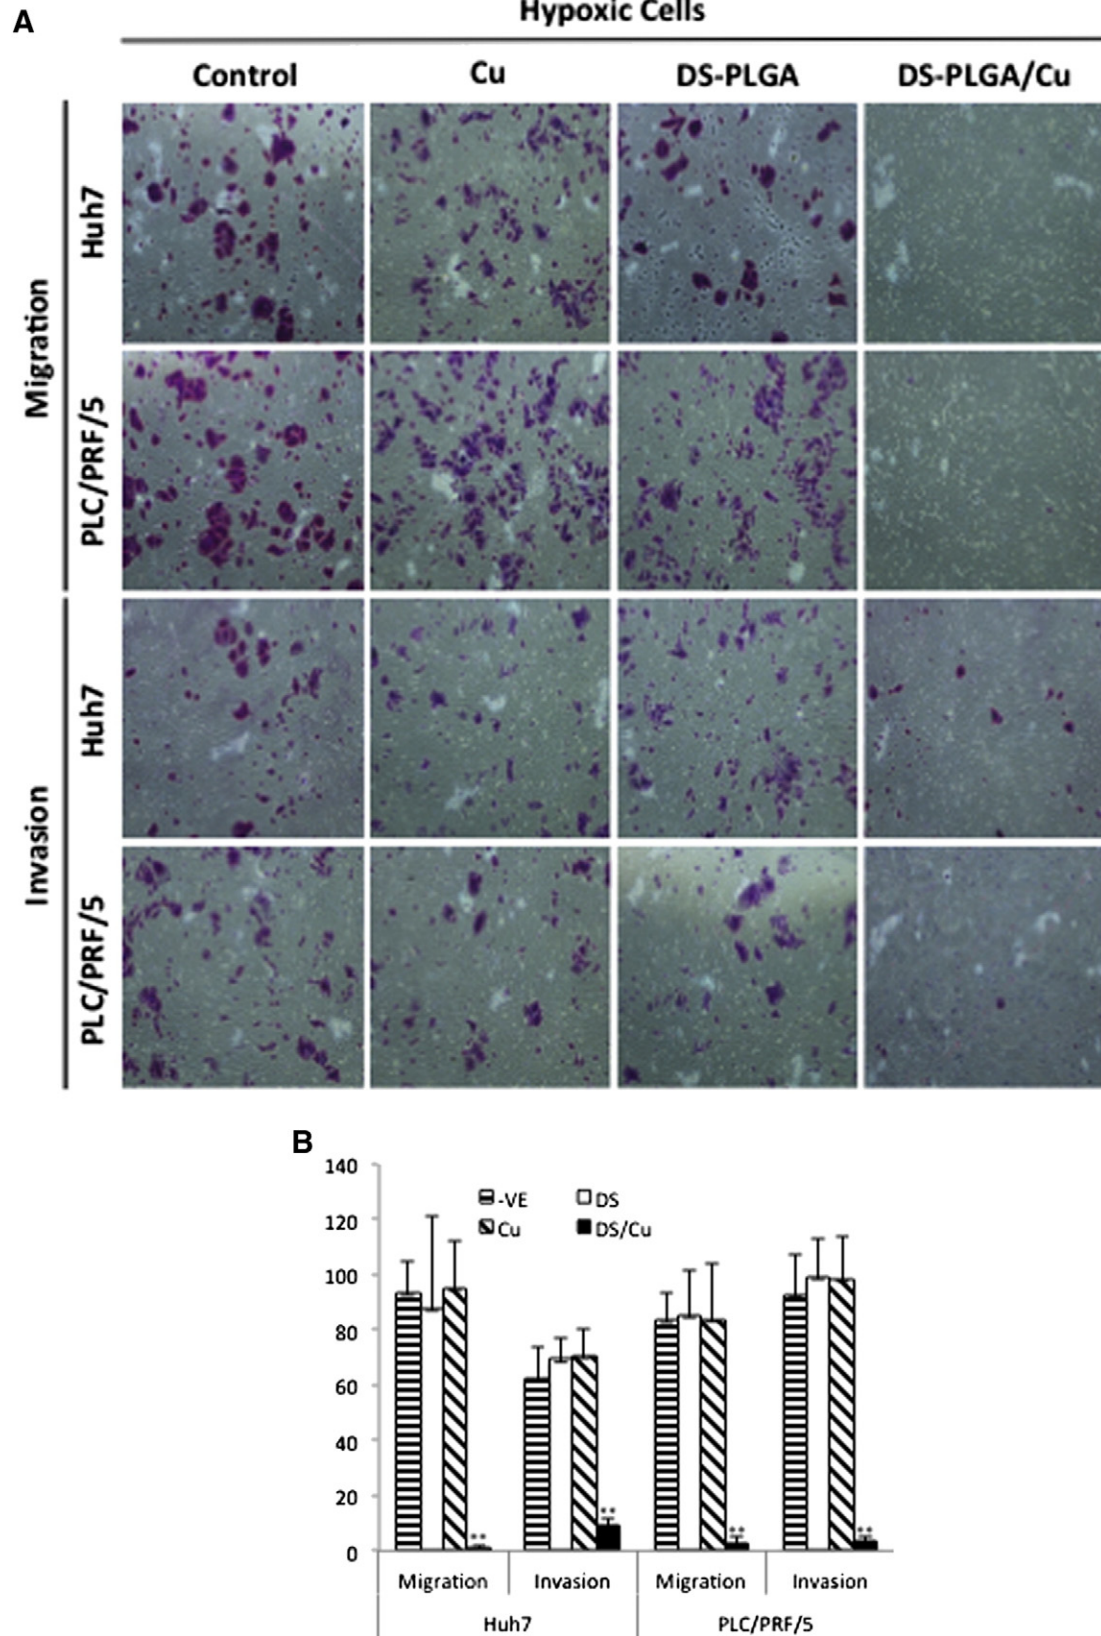 A
Hypoxic Cells
Control Cu DS-PLGA DS-PLGA/Cu
Migration
Huh7
PLC/PRF/5
Invasion
Huh7
PLC/PRF/5
B
140
120
100
80
60
40
20
0
-VE DS
Cu DS/Cu
** ** ** **
Migration Invasion Migration Invasion
Huh7 PLC/PRF/5